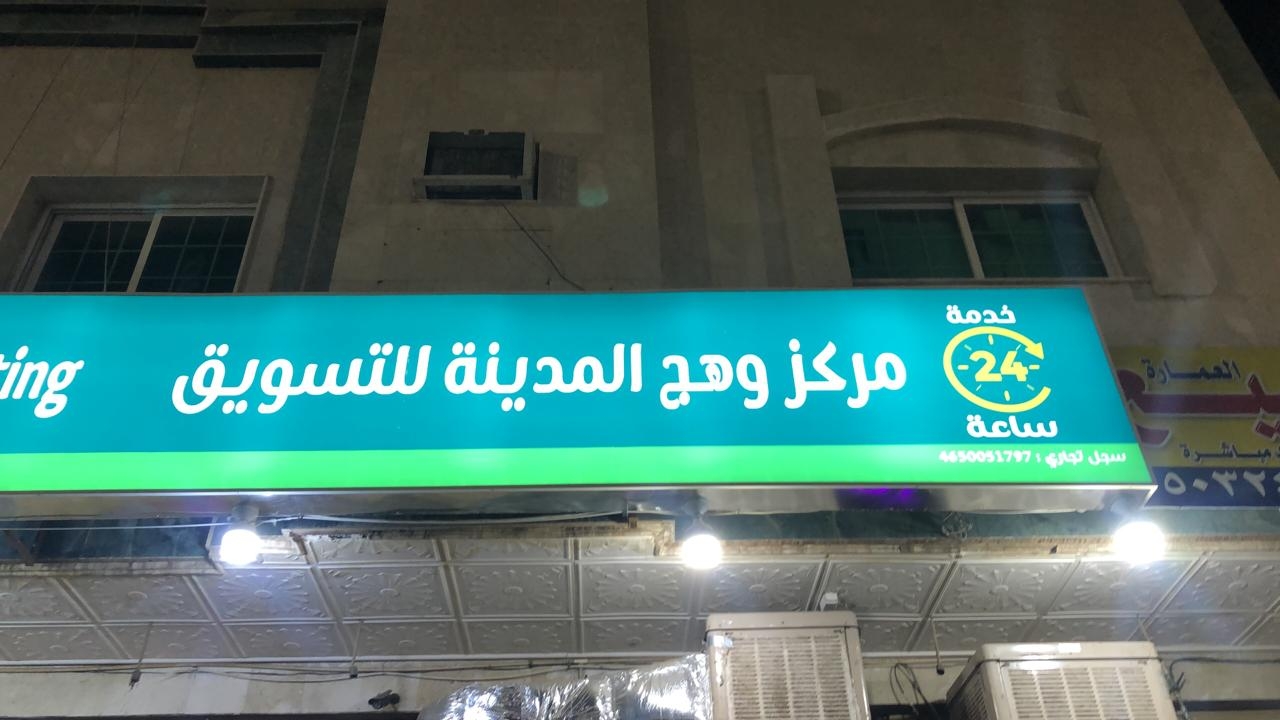 خدمة
24
ساعة
مركز وهج المدينة للتسويق
ting
سجل تجاري : 4650051797
العمارة
مباشرة